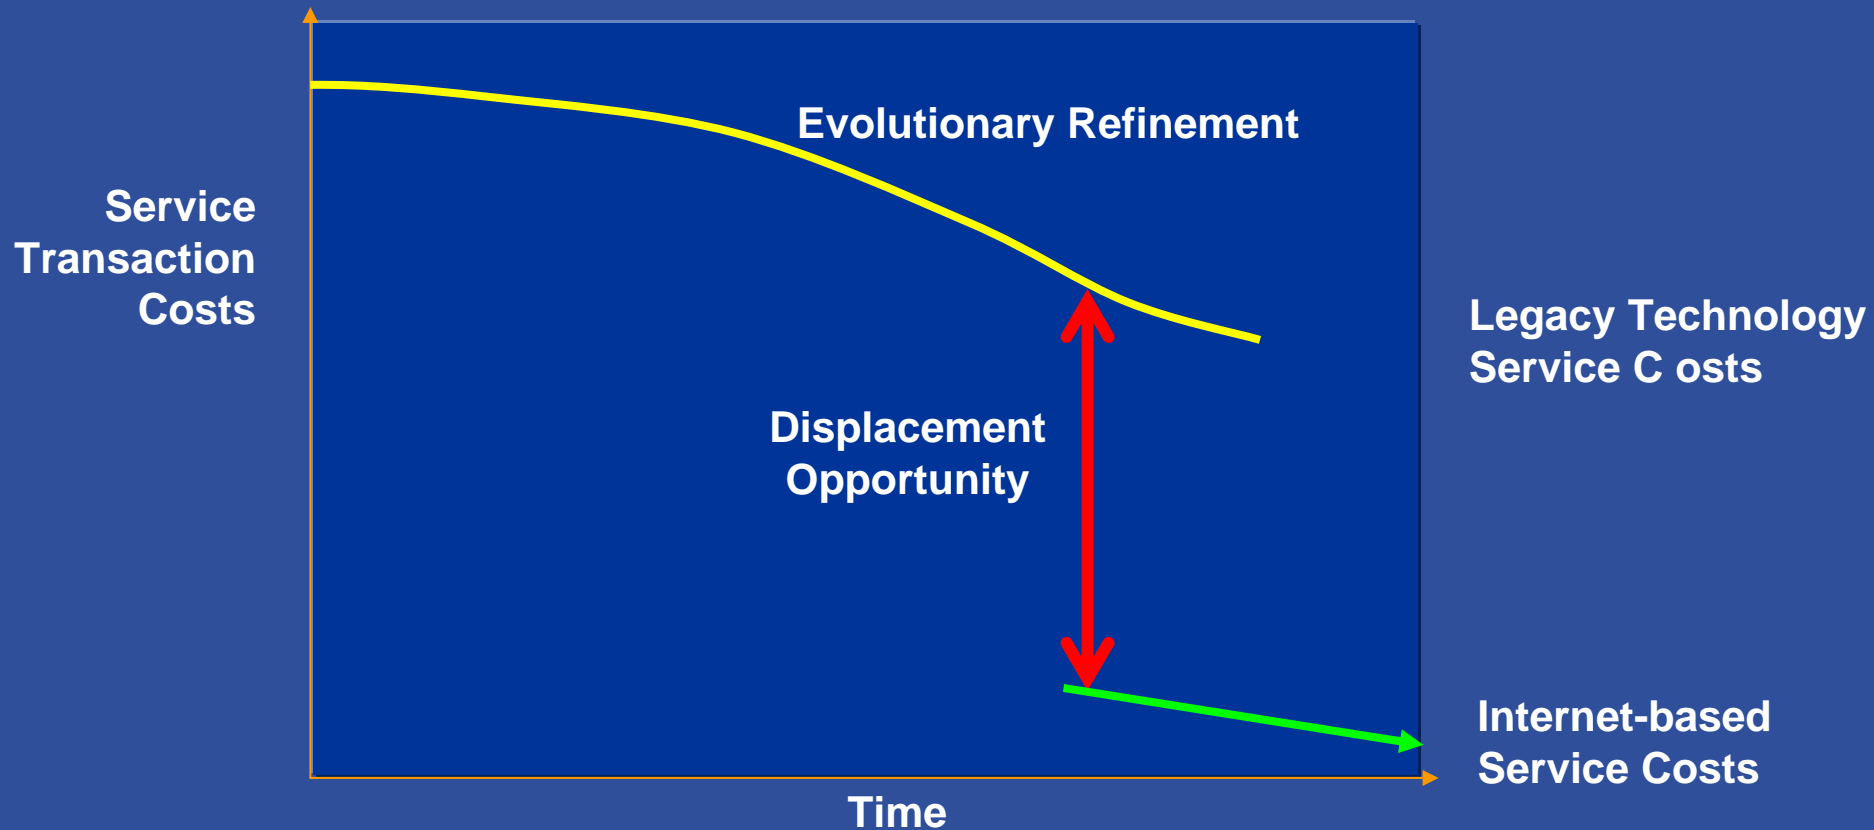 Evolutionary Refinement
Service
Transaction
Costs
Legacy Technology
Service C osts
Displacement
Opportunity
Internet-based
Service Costs
Time